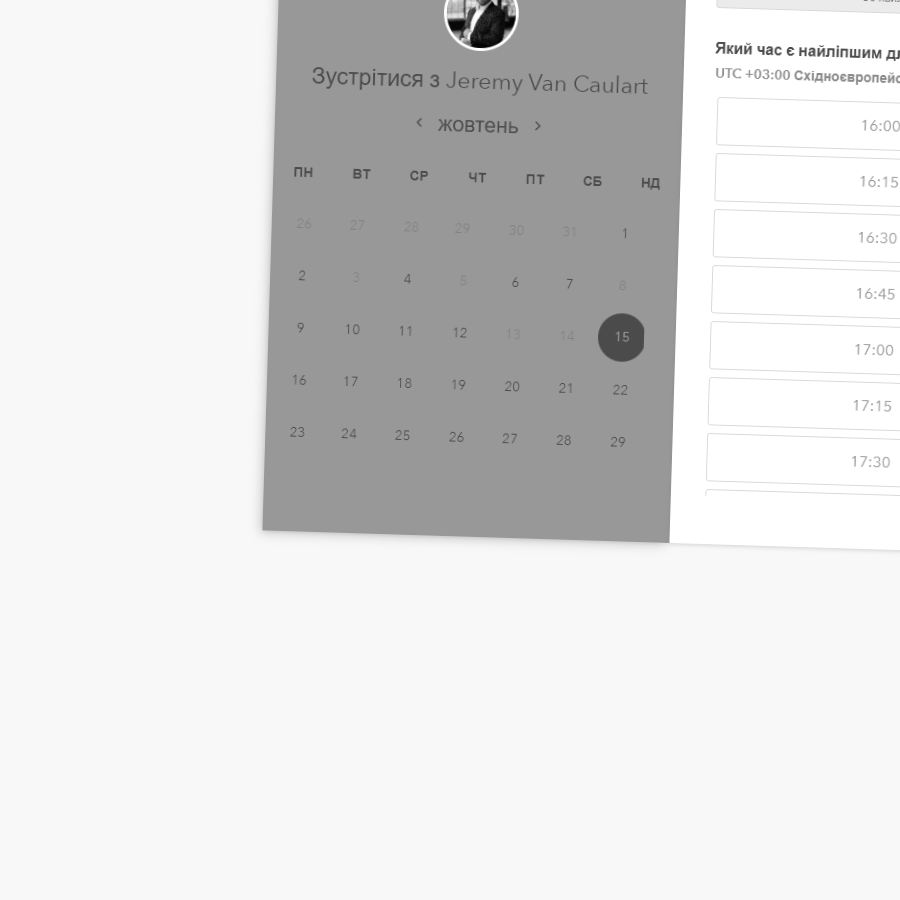 Зустрітися з Jeremy Van Caulart
‹ жовтень ›
ПН ВТ СР ЧТ ПТ СБ НД
26 27 28 29 30 31 1
2 3 4 5 6 7 8
9 10 11 12 13 14 15
16 17 18 19 20 21 22
23 24 25 26 27 28 29
Який час є найліпшим
UTC +03:00
16:00
16:15
16:30
16:45
17:00
17:15
17:30